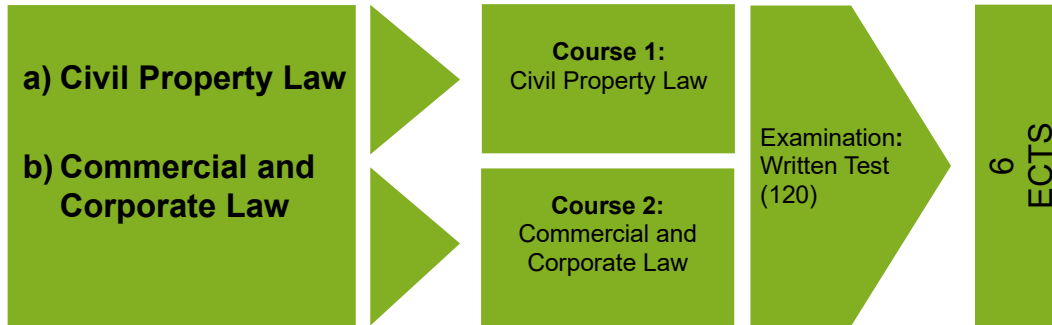 a) Civil Property Law
b) Commercial and
Corporate Law
Course 1:
Civil Property Law
Course 2:
Commercial and
Corporate Law
Examination:
Written Test
(120)
6
ECTS